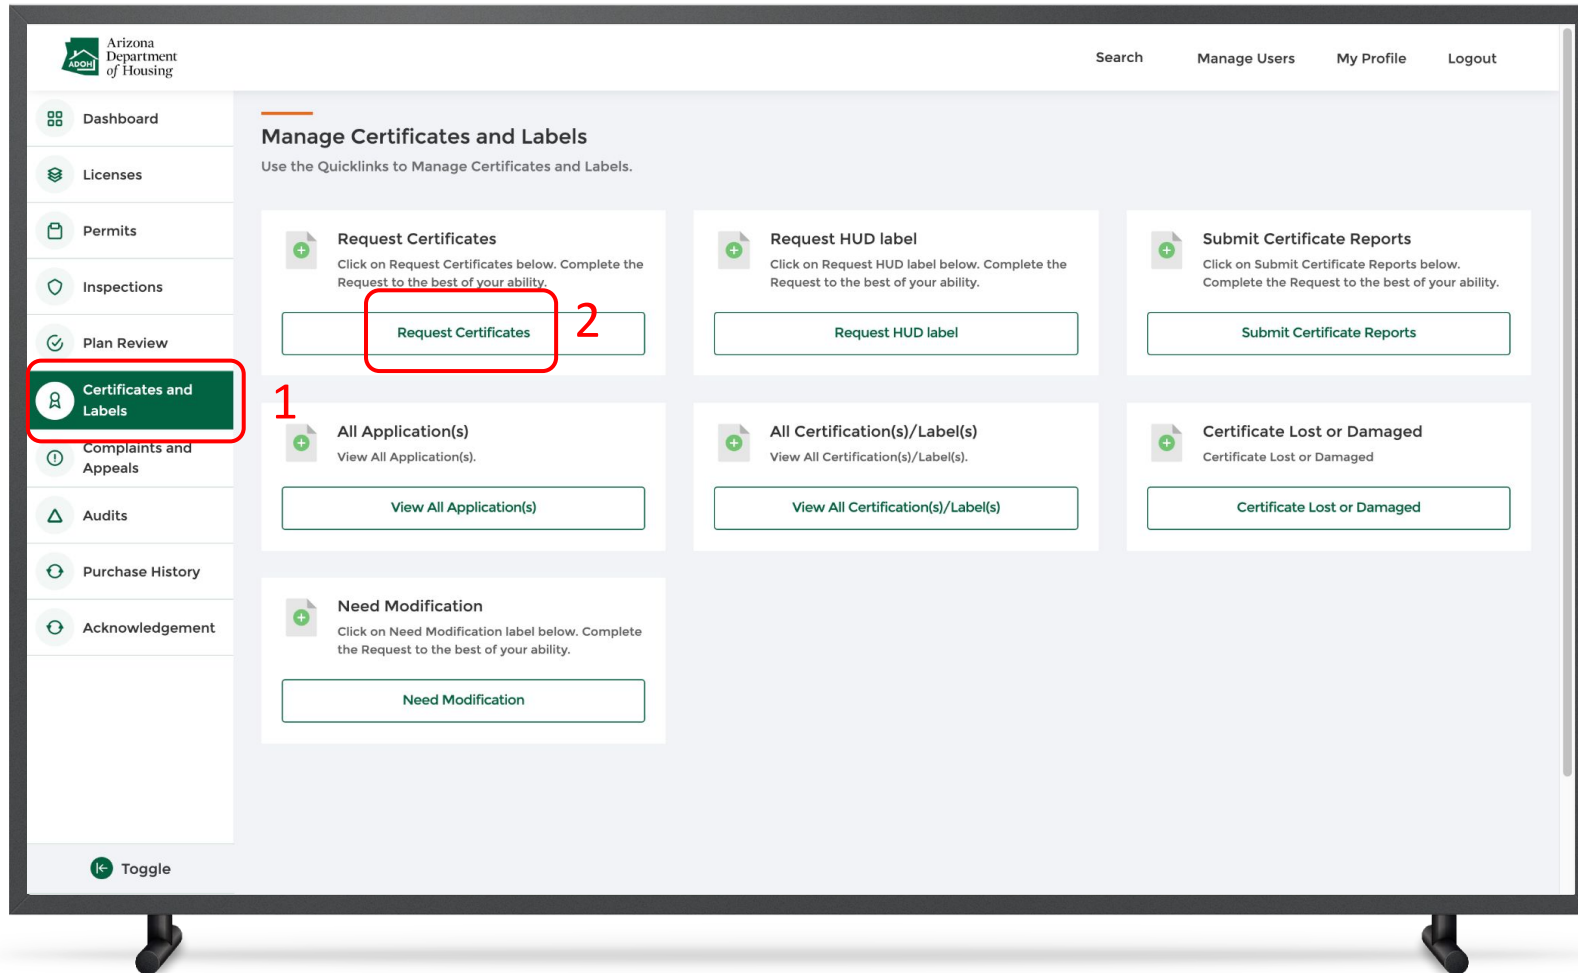 Arizona
Department
of Housing
ADOH
Search
Manage Users
My Profile
Logout
Dashboard
Licenses
Permits
Inspections
Plan Review
Certificates and
Labels
1
Complaints and
Appeals
Audits
Purchase History
Acknowledgement
Toggle
Manage Certificates and Labels
Use the Quicklinks to Manage Certificates and Labels.
Request Certificates
Click on Request Certificates below. Complete the
Request to the best of your ability.
Request Certificates
2
Request HUD label
Click on Request HUD label below. Complete the
Request to the best of your ability.
Request HUD label
Submit Certificate Reports
Click on Submit Certificate Reports below.
Complete the Request to the best of your ability.
Submit Certificate Reports
All Application(s)
View All Application(s).
View All Application(s)
All Certification(s)/Label(s)
View All Certification(s)/Label(s).
View All Certification(s)/Label(s)
Certificate Lost or Damaged
Certificate Lost or Damaged
Certificate Lost or Damaged
Need Modification
Click on Need Modification label below. Complete
the Request to the best of your ability.
Need Modification